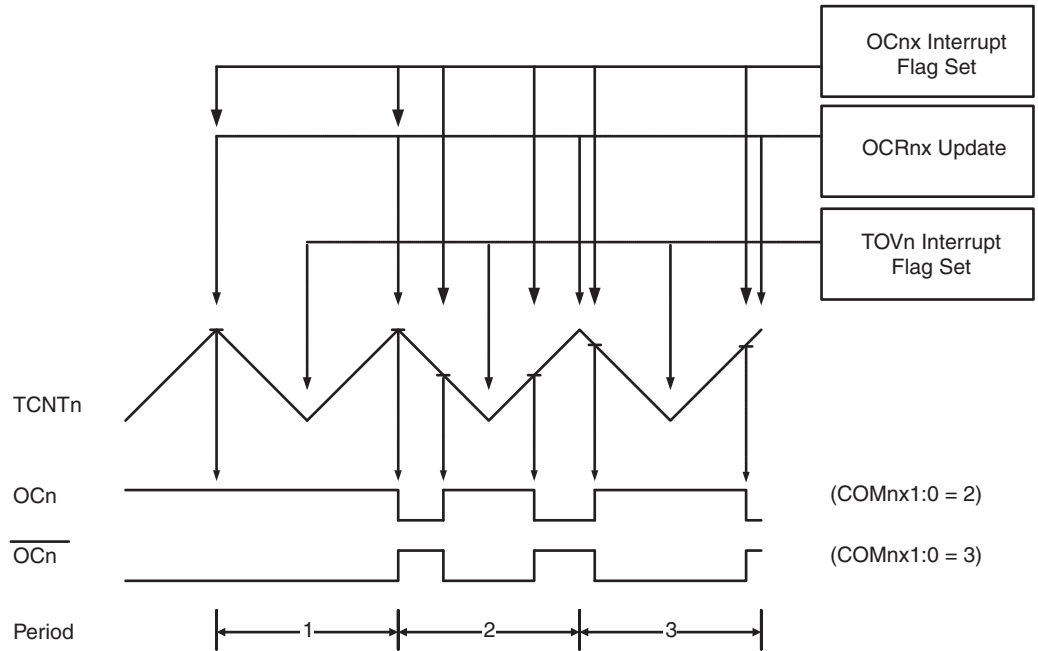 OCnx Interrupt
Flag Set
OCRnx Update
TOVn Interrupt
Flag Set
TCNTn
OCn
(COMnx1:0 = 2)
OCn
(COMnx1:0 = 3)
Period
1
2
3